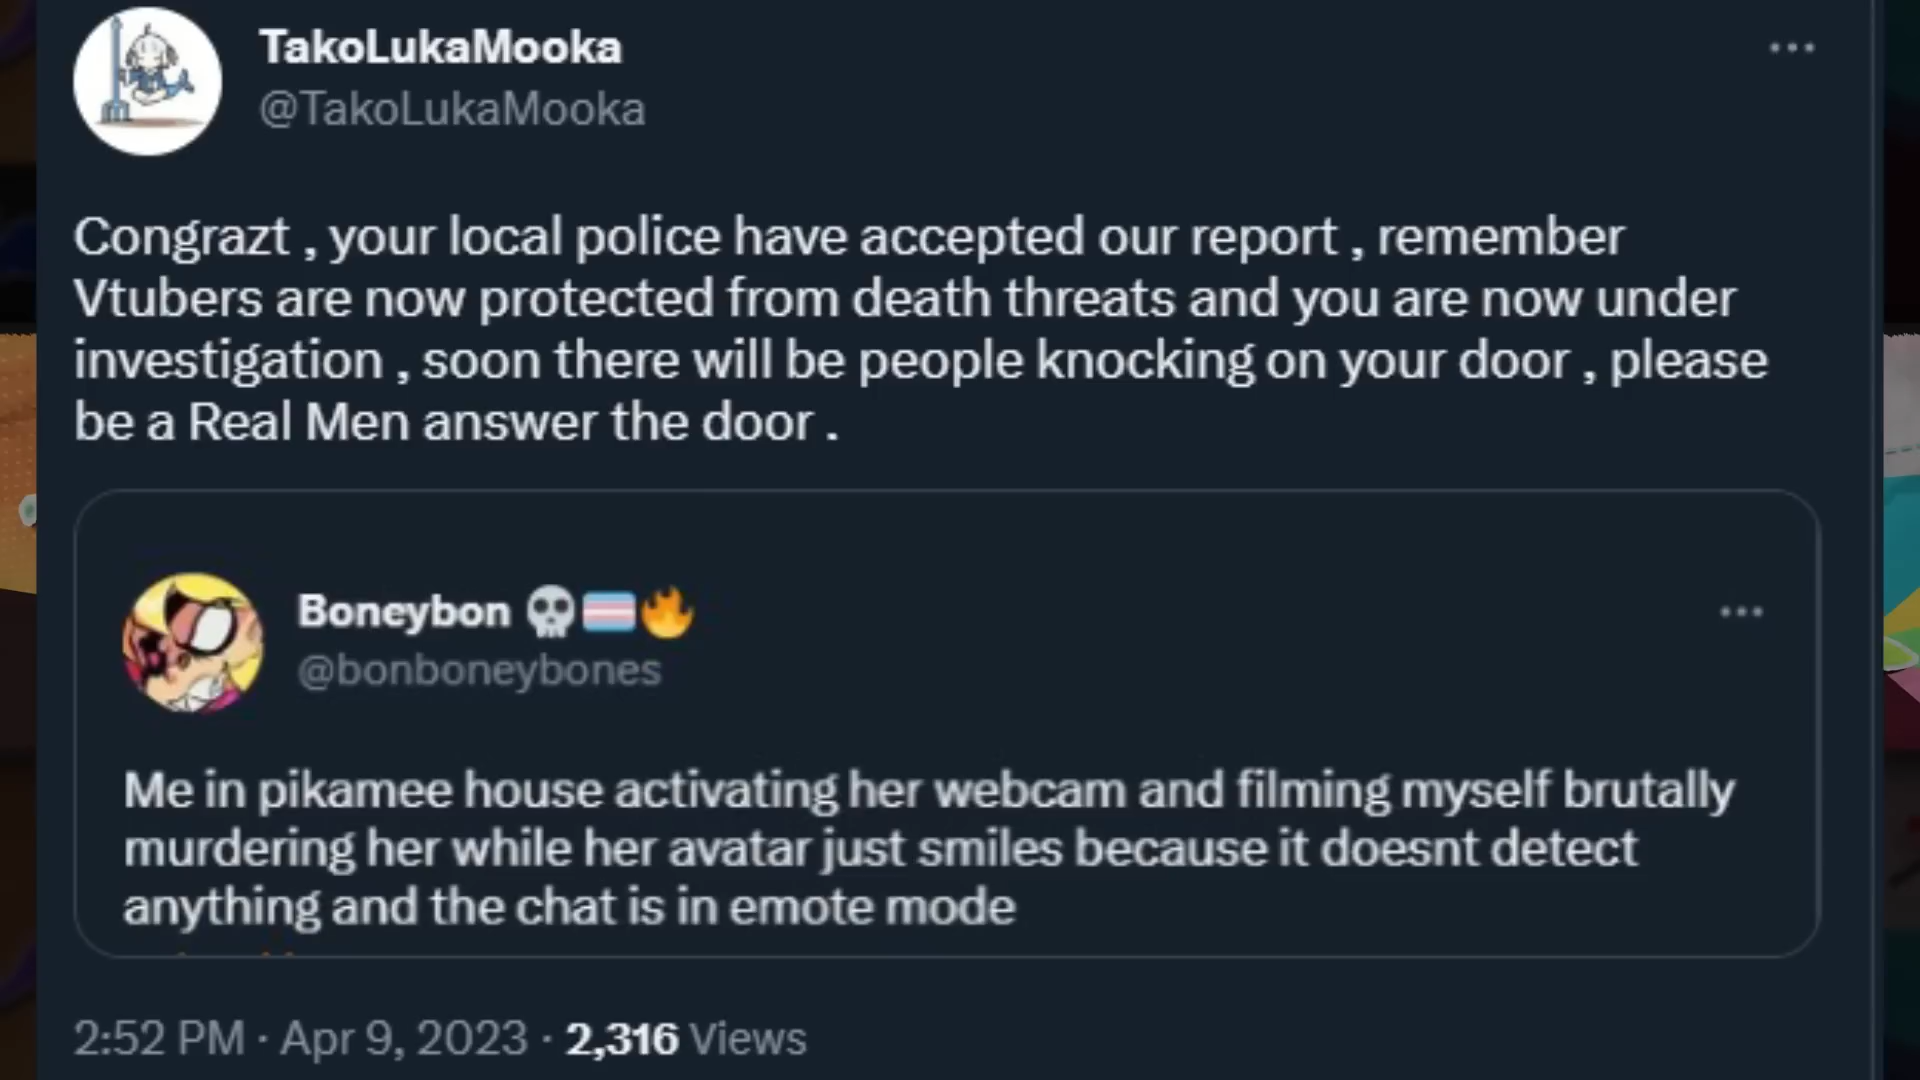 TakoLukaMooka
@TakoLukaMooka
Congrazt , your local police have accepted our report , remember
Vtubers are now protected from death threats and you are now under
investigation , soon there will be people knocking on your door , please
be a Real Men answer the door .
Boneybon 💀🏳️‍⚧️🔥
@bonboneybones
Me in pikamee house activating her webcam and filming myself brutally
murdering her while her avatar just smiles because it doesnt detect
anything and the chat is in emote mode
2:52 PM · Apr 9, 2023 · 2,316 Views